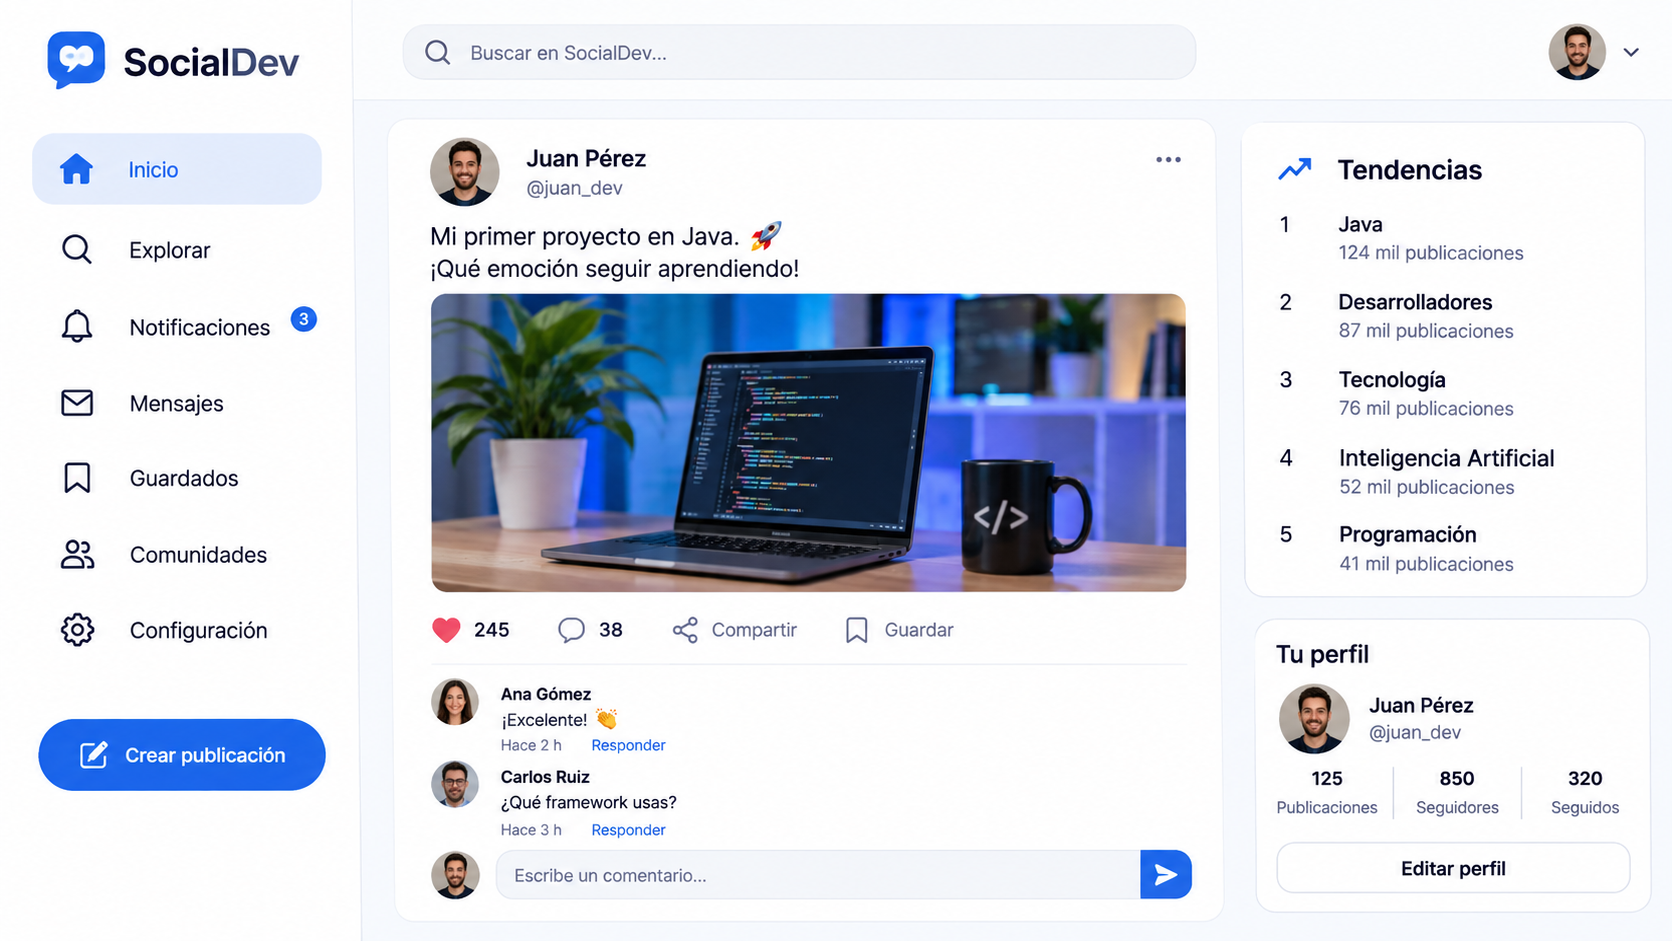 SocialDev
Buscar en SocialDev...
Inicio
Explorar
Notificaciones 3
Mensajes
Guardados
Comunidades
Configuración
Crear publicación
Juan Pérez
@juan_dev
Mi primer proyecto en Java. 🚀
¡Qué emoción seguir aprendiendo!
</>
245 38 Compartir Guardar
Ana Gómez
¡Excelente! 👏
Hace 2 h Responder
Carlos Ruiz
¿Qué framework usas?
Hace 3 h Responder
Escribe un comentario...
Tendencias
1 Java
124 mil publicaciones
2 Desarrolladores
87 mil publicaciones
3 Tecnología
76 mil publicaciones
4 Inteligencia Artificial
52 mil publicaciones
5 Programación
41 mil publicaciones
Tu perfil
Juan Pérez
@juan_dev
125 850 320
Publicaciones Seguidores Seguidos
Editar perfil